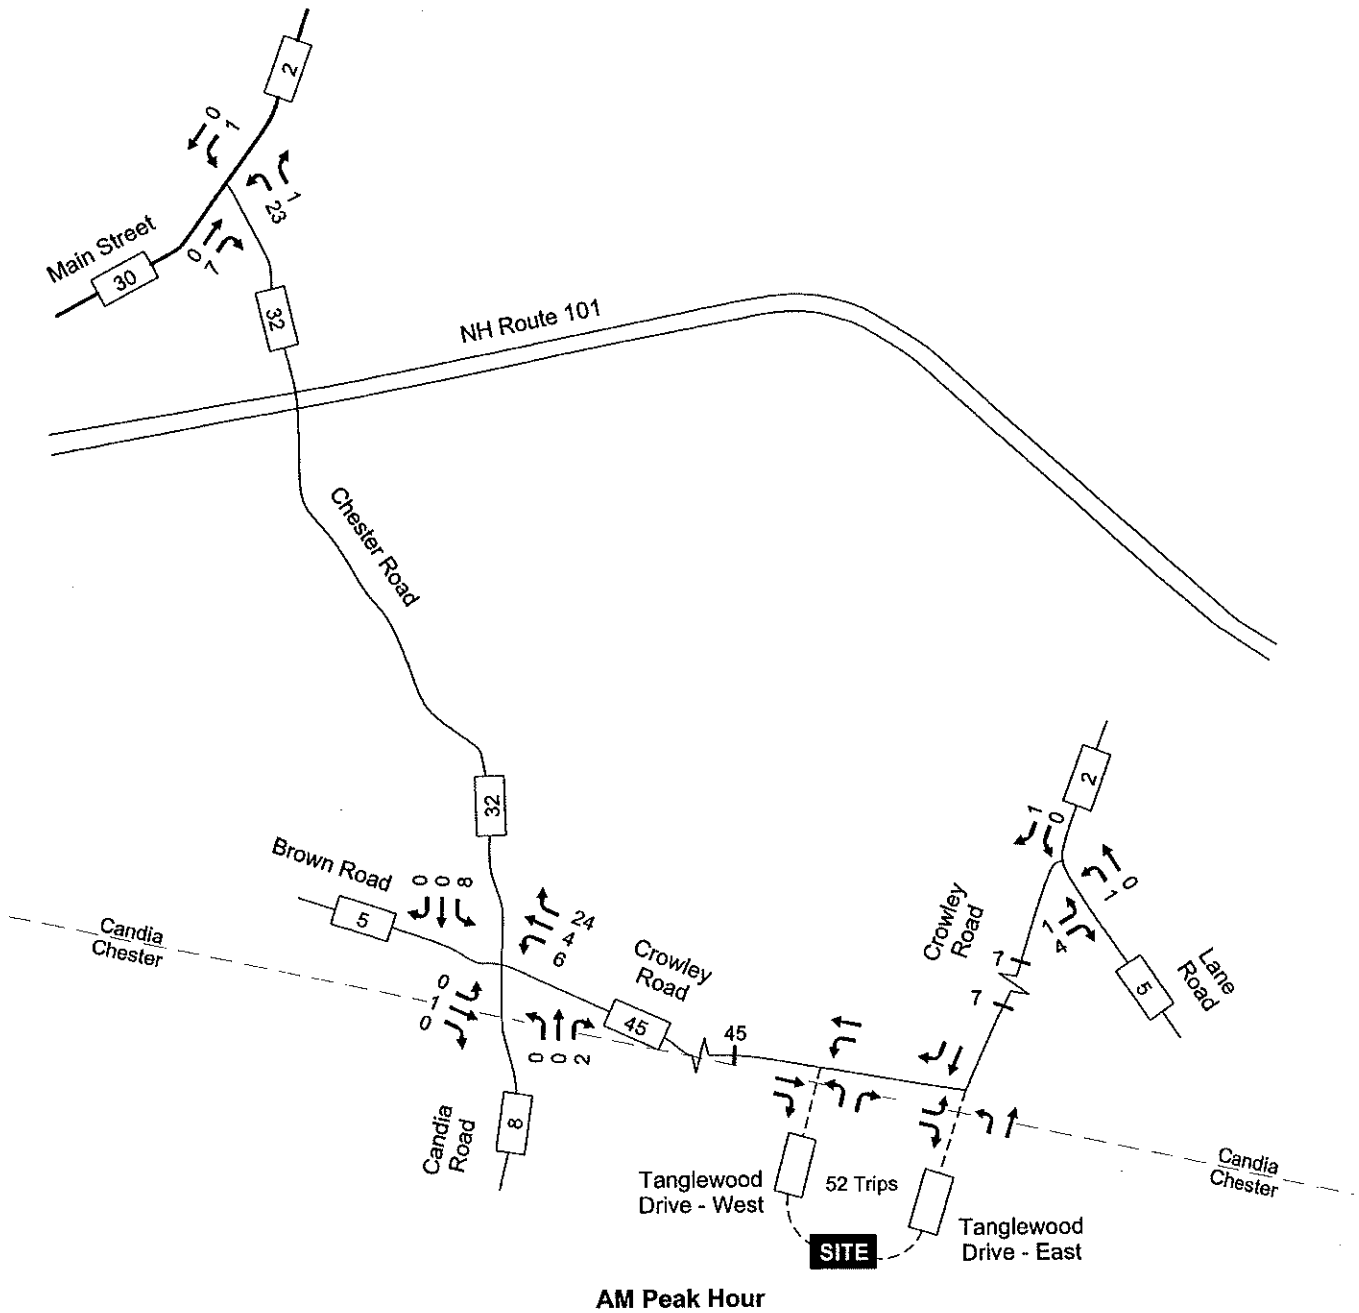 2
0
1
1
23
Main Street
0
7
30
32
NH Route 101
Chester Road
32
2
1
0
0
1
Brown Road
0
0
8
5
24
4
6
Crowley
Road
Crowley
Road
1
4
Lane
Road
5
Candia
Chester
7
7
0
1
0
45
45
0
0
2
8
Candia
Road
Tanglewood
Drive - West
52 Trips
Tanglewood
Drive - East
SITE
Candia
Chester
AM Peak Hour